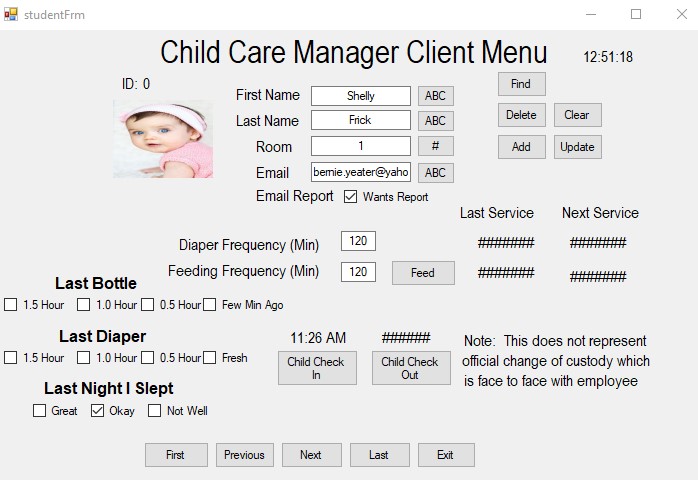 studentFrm
Child Care Manager Client Menu
12:51:18
ID: 0
Find
First Name Shelly ABC
Delete Clear
Last Name Frick ABC
Room 1 #
Add Update
Email bernie.yeater@yaho ABC
Email Report Wants Report
Last Service Next Service
Diaper Frequency (Min) 120 ####### #######
Feeding Frequency (Min) 120 Feed ####### #######
Last Bottle
1.5 Hour 1.0 Hour 0.5 Hour Few Min Ago
Last Diaper
1.5 Hour 1.0 Hour 0.5 Hour Fresh
Last Night I Slept
Great Okay Not Well
11:26 AM ######
Child Check In
Child Check Out
Note: This does not represent
official change of custody which
is face to face with employee
First Previous Next Last Exit